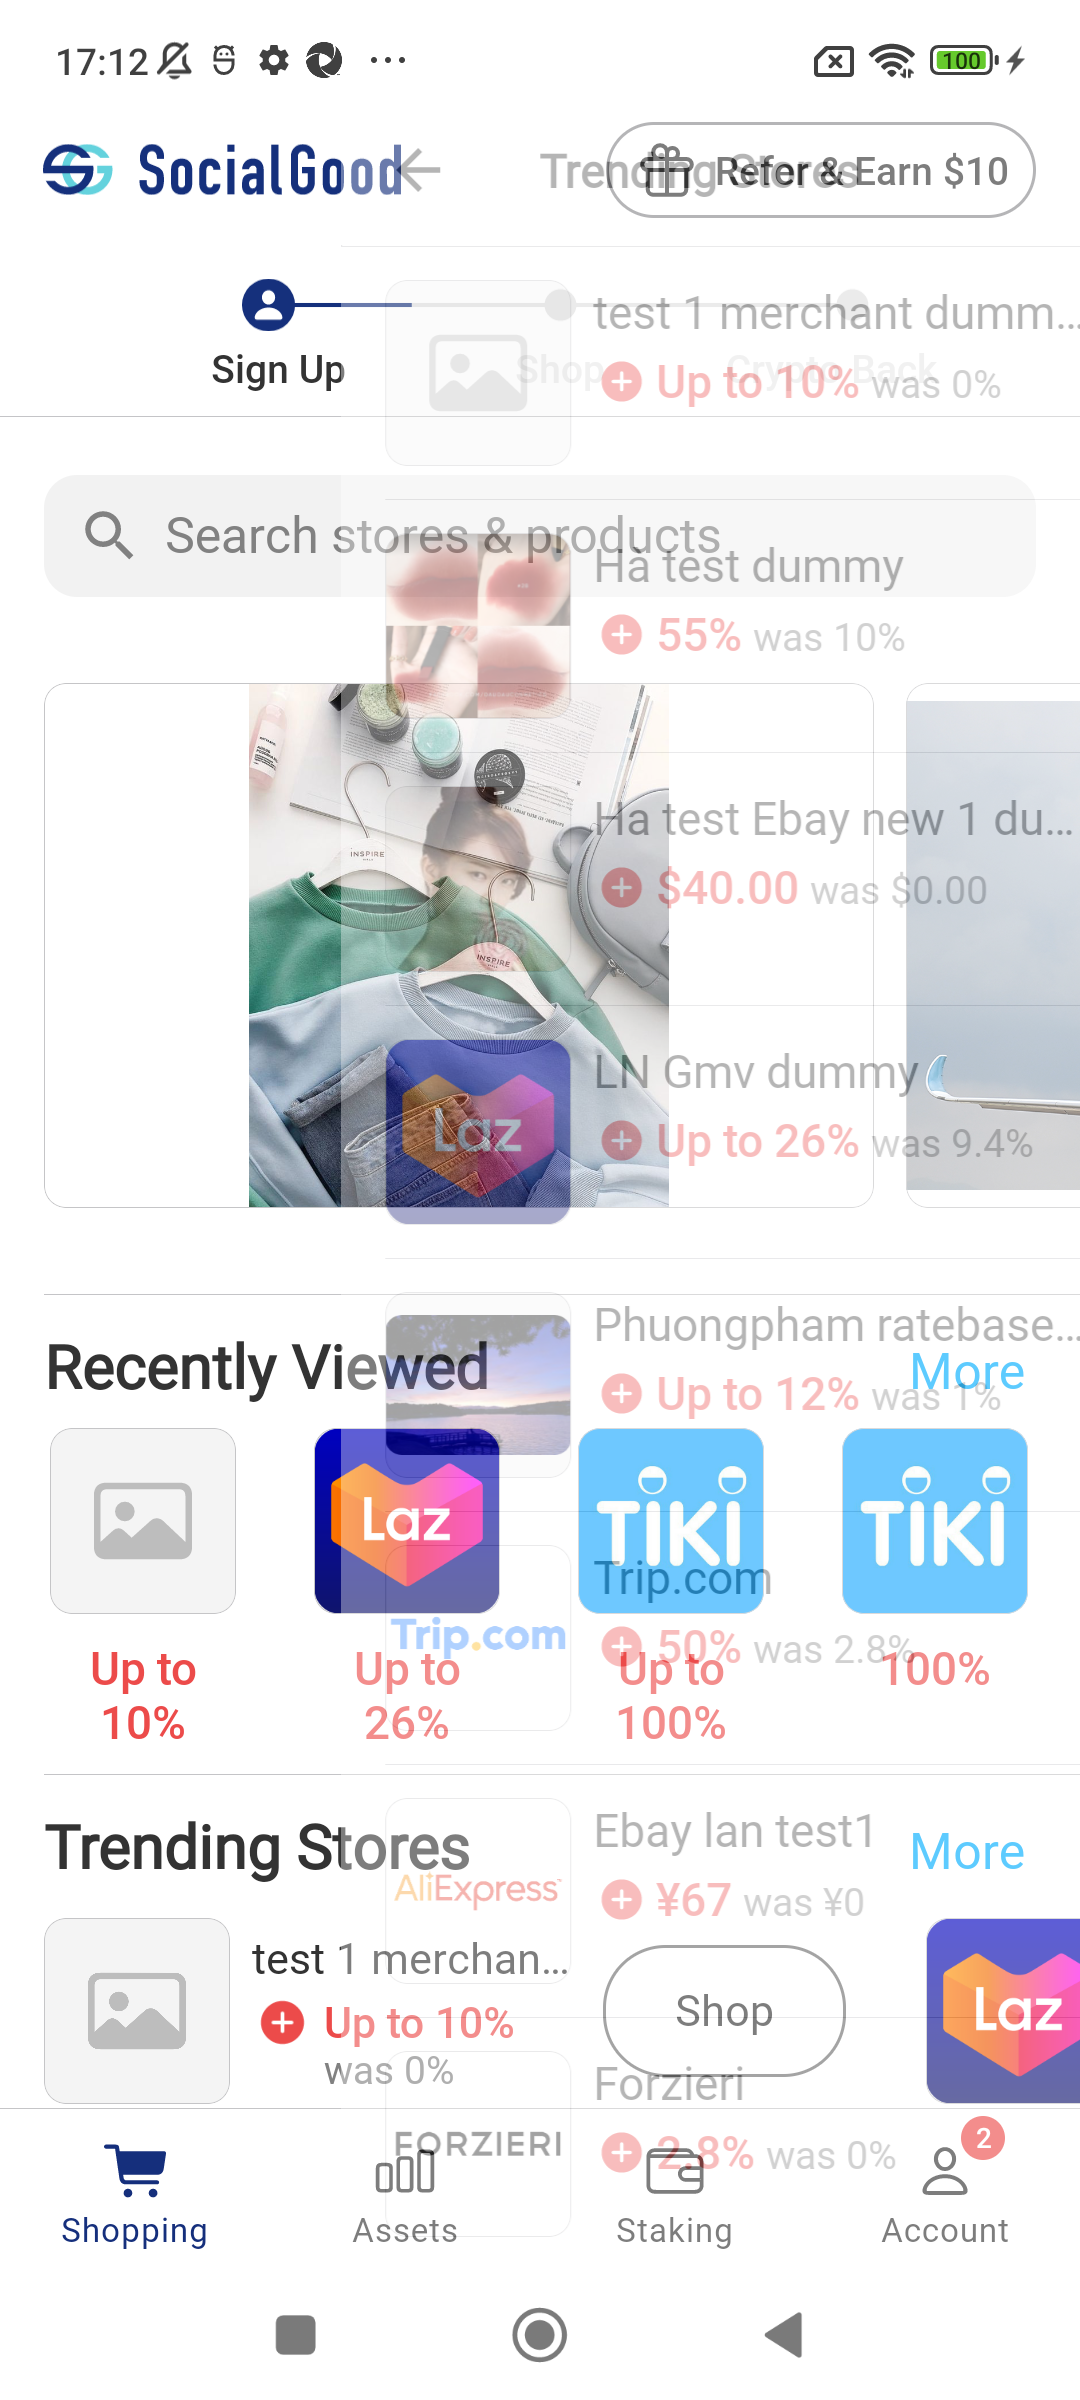 17:12
100
SocialGood
Trending Stores
Refer & Earn $10
Sign Up
Shop
Crypto Back
test 1 merchant dumm...
Up to 10% was 0%
Search stores & products
Hà test dummy
55% was 10%
Ha test Ebay new 1 du...
$40.00 was $0.00
INSPIRE
INSPIRE
LN Gmv dummy
Laz
Up to 26% was 9.4%
Phuongpham ratebase...
Recently Viewed
More
Up to 12% was 1%
Laz
TIKI
TIKI
Trip.com
Trip.com
50% was 2.8%
Up to 10%
Up to 26%
Up to 100%
100%
Trending Stores
More
Ebay lan test1
AliExpress
¥67 was ¥0
test 1 merchan...
Up to 10%
was 0%
Shop
Laz
Forzieri
FORZIERI
2.8% was 0%
2
Shopping
Assets
Staking
Account